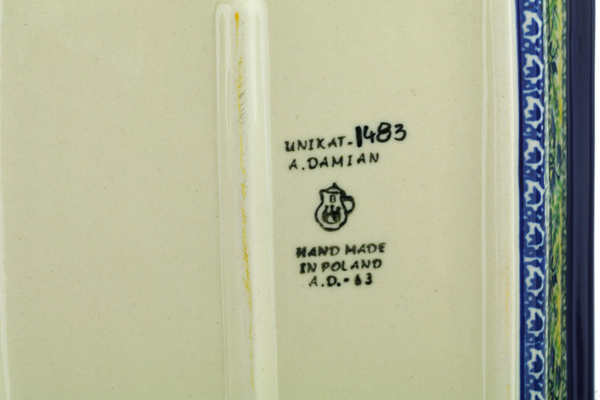 UNIKAT-1483
A.DAMIAN
B
HAND MADE
IN POLAND
A.D.-63